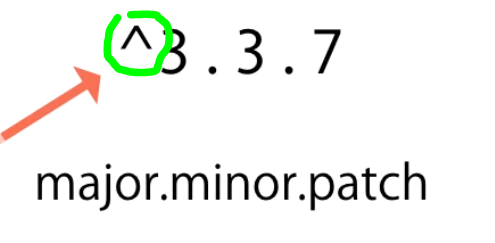 ^3 . 3 . 7
major.minor.patch